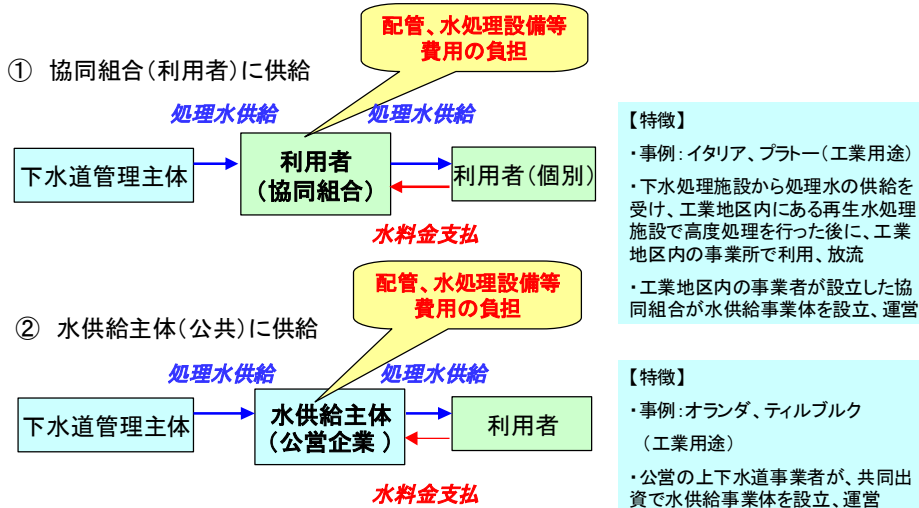 配管、水処理設備等
費用の負担
① 協同組合(利用者)に供給
処理水供給
処理水供給
下水道管理主体
利用者
(協同組合)
利用者(個別)
水料金支払
【特徴】
・事例:イタリア、プラトー(工業用途)
・下水処理施設から処理水の供給を
受け、工業地区内にある再生水処理
施設で高度処理を行った後に、工業
地区内の事業所で利用、放流
・工業地区内の事業者が設立した協
同組合が水供給事業体を設立、運営
配管、水処理設備等
費用の負担
② 水供給主体(公共)に供給
処理水供給
処理水供給
下水道管理主体
水供給主体
(公営企業 )
利用者
水料金支払
【特徴】
・事例:オランダ、ティルブルク
(工業用途)
・公営の上下水道事業者が、共同出
資で水供給事業体を設立、運営